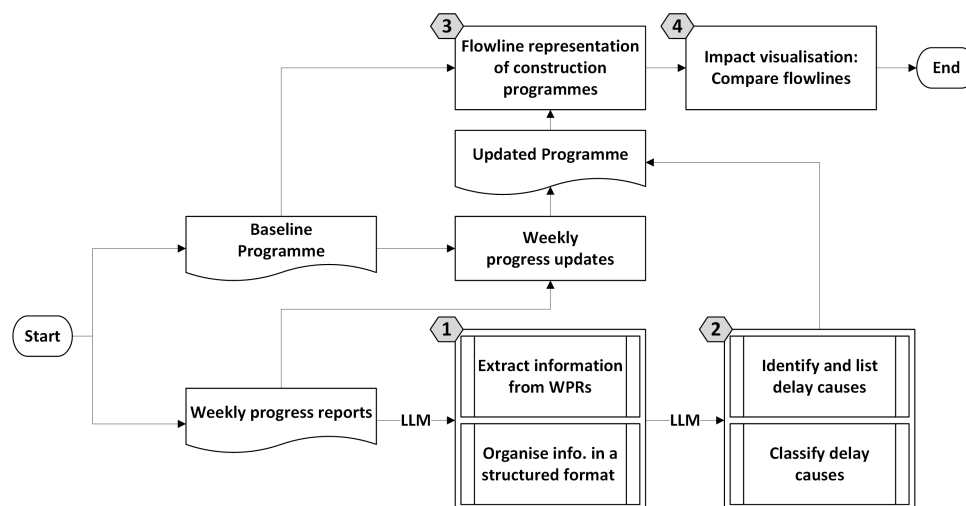 3
Flowline representation
of construction
programmes
4
Impact visualisation:
Compare flowlines
End
Updated Programme
Baseline
Programme
Weekly
progress updates
Start
1
Extract information
from WPRs
2
Identify and list
delay causes
Weekly progress reports
LLM
LLM
Organise info. in a
structured format
Classify delay
causes